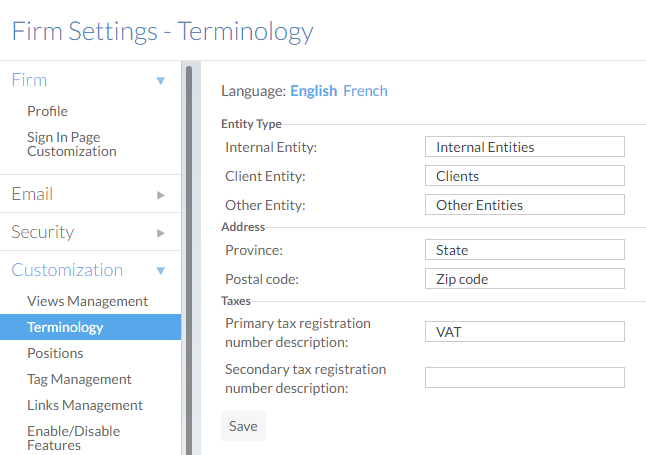 Firm Settings - Terminology
Firm
Profile
Sign In Page
Customization
Email
Security
Customization
Views Management
Terminology
Positions
Tag Management
Links Management
Enable/Disable
Features
Language: English French
Entity Type
Internal Entity: Internal Entities
Client Entity: Clients
Other Entity: Other Entities
Address
Province: State
Postal code: Zip code
Taxes
Primary tax registration
number description: VAT
Secondary tax registration
number description:
Save